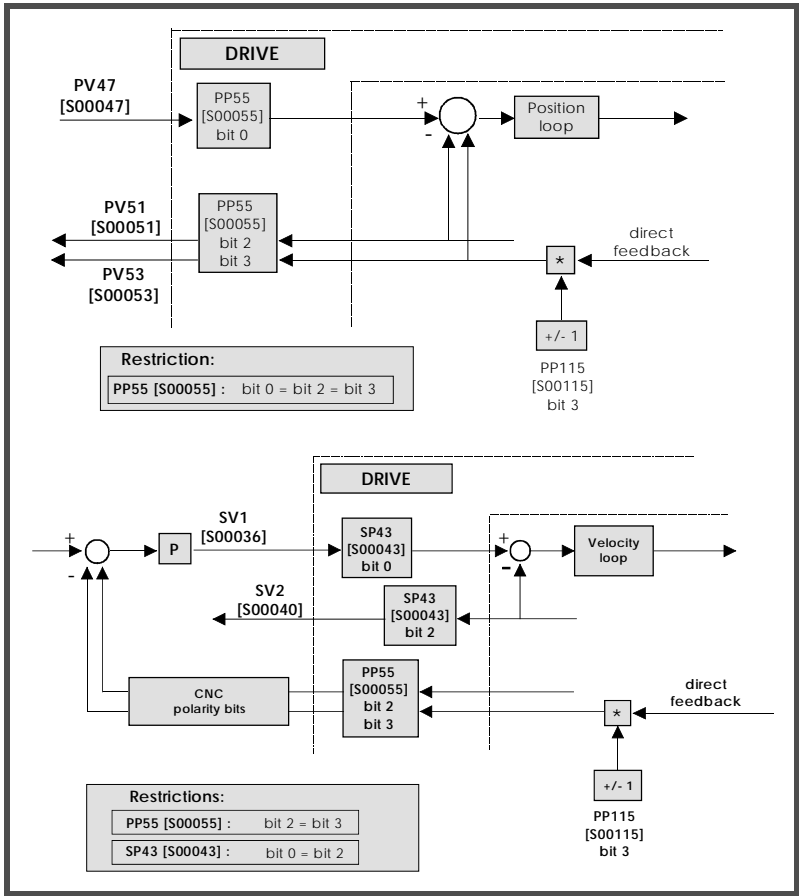 DRIVE
PV47
[S00047]
PP55
[S00055]
bit 0
+
-
Position
loop
PV51
[S00051]
PV53
[S00053]
PP55
[S00055]
bit 2
bit 3
direct
feedback
*
+/- 1
PP115
[S00115]
bit 3
Restriction:
PP55 [S00055] : bit 0 = bit 2 = bit 3
DRIVE
+
-
P
SV1
[S00036]
SP43
[S00043]
bit 0
+
-
Velocity
loop
SV2
[S00040]
SP43
[S00043]
bit 2
CNC
polarity bits
PP55
[S00055]
bit 2
bit 3
direct
feedback
*
+/- 1
PP115
[S00115]
bit 3
Restrictions:
PP55 [S00055] : bit 2 = bit 3
SP43 [S00043] : bit 0 = bit 2